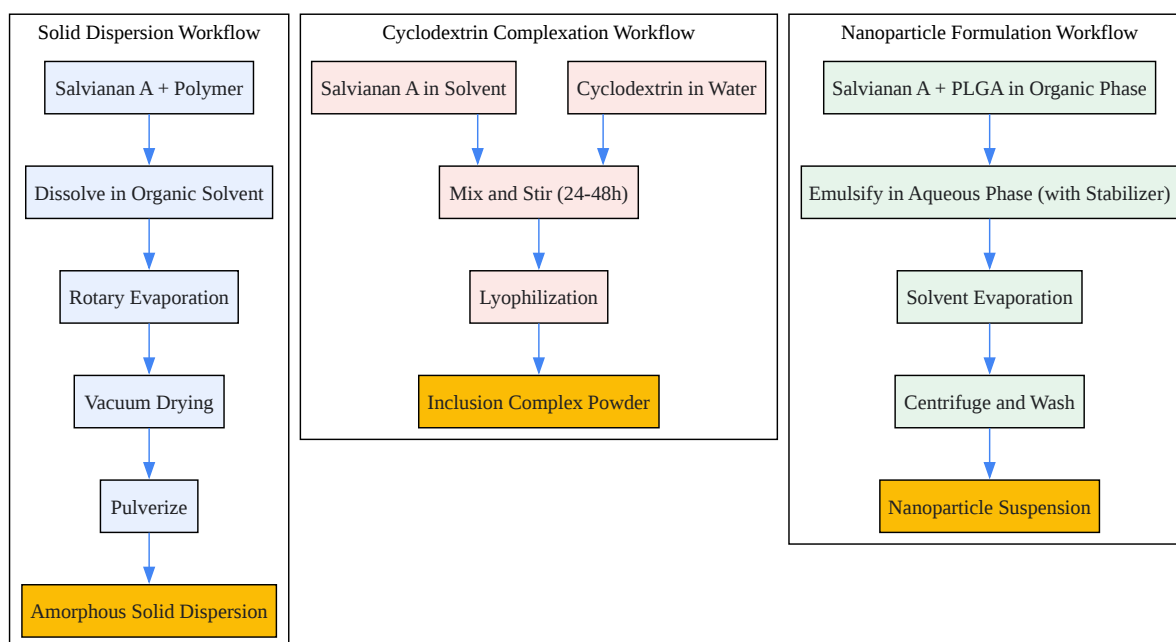 Solid Dispersion Workflow
Salvianan A + Polymer
Dissolve in Organic Solvent
Rotary Evaporation
Vacuum Drying
Pulverize
Amorphous Solid Dispersion
Cyclodextrin Complexation Workflow
Salvianan A in Solvent
Cyclodextrin in Water
Mix and Stir (24-48h)
Lyophilization
Inclusion Complex Powder
Nanoparticle Formulation Workflow
Salvianan A + PLGA in Organic Phase
Emulsify in Aqueous Phase (with Stabilizer)
Solvent Evaporation
Centrifuge and Wash
Nanoparticle Suspension